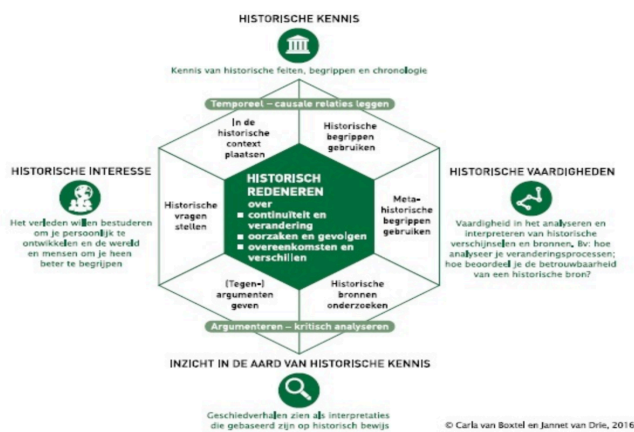 HISTORISCHE KENNIS
Kennis van historische feiten, begrippen en chronologie
Temporeel – causale relaties leggen
In de
historische
context
plaatsen
Historische
begrippen
gebruiken
HISTORISCHE INTERESSE
Het verleden willen bestuderen
om je persoonlijk te
ontwikkelen en de wereld
en mensen om je heen
beter te begrijpen
Historische
vragen
stellen
HISTORISCH
REDENEREN
over
▪ continuïteit en
verandering
▪ oorzaken en gevolgen
▪ overeenkomsten en
verschillen
Meta-
historische
begrippen
gebruiken
HISTORISCHE VAARDIGHEDEN
Vaardigheid in het analyseren en
interpreteren van historische
verschijnselen en bronnen. Bv: hoe
analyseer je veranderingsprocessen;
hoe beoordeel je de betrouwbaarheid
van een historische bron?
(Tegen-)
argumenten
geven
Historische
bronnen
onderzoeken
Argumenteren – kritisch analyseren
INZICHT IN DE AARD VAN HISTORISCHE KENNIS
Geschiedverhalen zien als interpretaties
die gebaseerd zijn op historisch bewijs
© Carla van Boxtel en Jannet van Drie, 2016